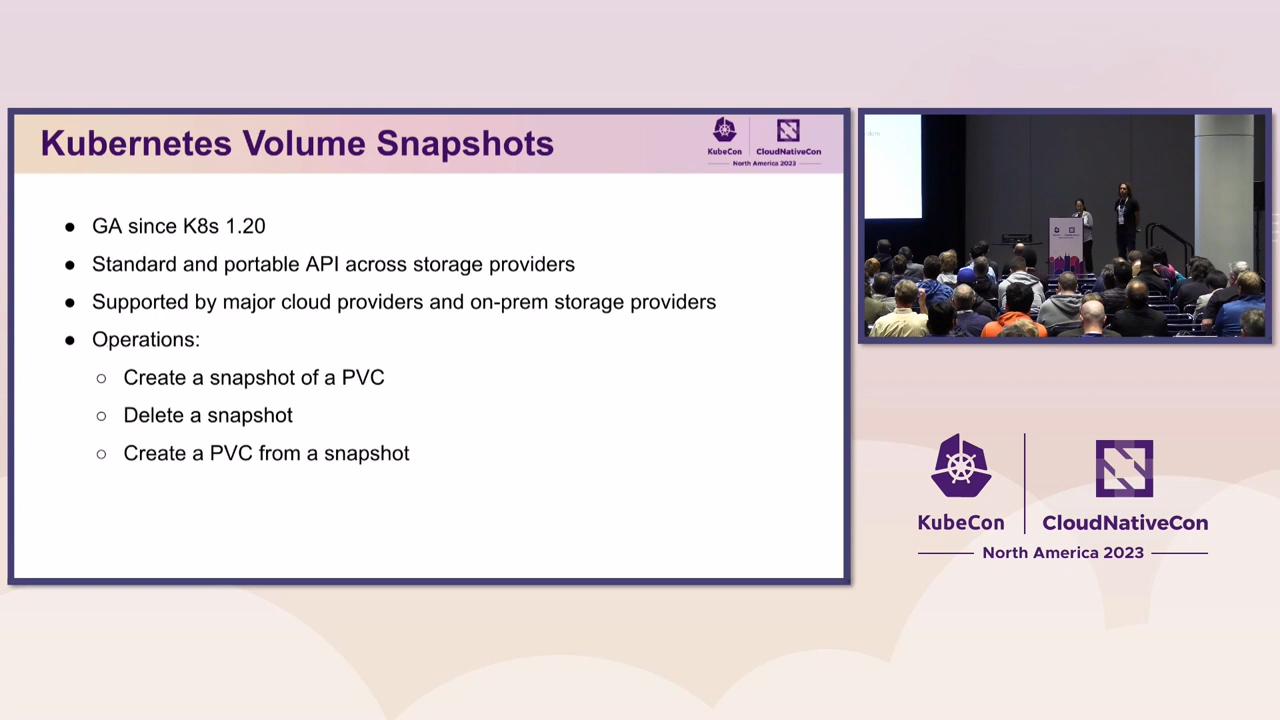 Kubernetes Volume Snapshots
KubeCon
CloudNativeCon
North America 2023
● GA since K8s 1.20
● Standard and portable API across storage providers
● Supported by major cloud providers and on-prem storage providers
● Operations:
○ Create a snapshot of a PVC
○ Delete a snapshot
○ Create a PVC from a snapshot
KubeCon
CloudNativeCon
North America 2023